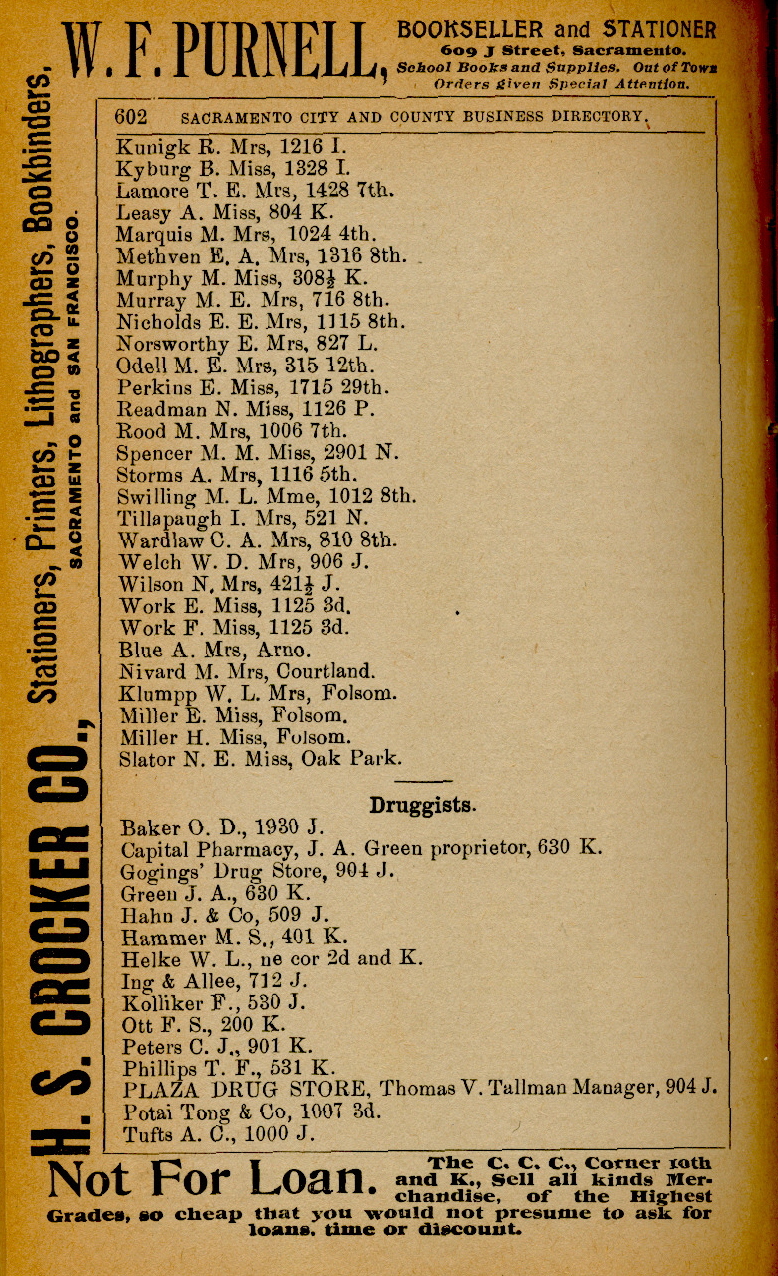 W. F. PURNELL,
BOOKSELLER and STATIONER
609 J Street, Sacramento.
School Books and Supplies. Out of Town
Orders given Special Attention.
H. S. CROCKER CO., Stationers, Printers, Lithographers, Bookbinders,
SACRAMENTO and SAN FRANCISCO.
602 SACRAMENTO CITY AND COUNTY BUSINESS DIRECTORY.
Kunigk R. Mrs, 1216 I.
Kyburg B. Miss, 1328 I.
Lamore T. E. Mrs, 1428 7th.
Leasy A. Miss, 804 K.
Marquis M. Mrs, 1024 4th.
Methven E. A. Mrs, 1316 8th.
Murphy M. Miss, 308½ K.
Murray M. E. Mrs, 716 8th.
Nicholds E. E. Mrs, 1115 8th.
Norsworthy E. Mrs, 827 L.
Odell M. E. Mrs, 315 12th.
Perkins E. Miss, 1715 29th.
Readman N. Miss, 1126 P.
Rood M. Mrs, 1006 7th.
Spencer M. M. Miss, 2901 N.
Storms A. Mrs, 1116 5th.
Swilling M. L. Mme, 1012 8th.
Tillapaugh I. Mrs, 521 N.
Wardlaw C. A. Mrs, 810 8th.
Welch W. D. Mrs, 906 J.
Wilson N. Mrs, 421½ J.
Work E. Miss, 1125 3d.
Work F. Miss, 1125 3d.
Blue A. Mrs, Arno.
Nivard M. Mrs, Courtland.
Klumpp W. L. Mrs, Folsom.
Miller E. Miss, Folsom.
Miller H. Miss, Folsom.
Slator N. E. Miss, Oak Park.
Druggists.
Baker O. D., 1930 J.
Capital Pharmacy, J. A. Green proprietor, 630 K.
Gogings' Drug Store, 904 J.
Green J. A., 630 K.
Hahn J. & Co, 509 J.
Hammer M. S., 401 K.
Helke W. L., ne cor 2d and K.
Ing & Allee, 712 J.
Kolliker F., 530 J.
Ott F. S., 200 K.
Peters C. J., 901 K.
Phillips T. F., 531 K.
PLAZA DRUG STORE, Thomas V. Tallman Manager, 904 J.
Potai Tong & Co, 1007 3d.
Tufts A. C., 1000 J.
Not For Loan.
The C. C. C., Corner 10th
and K., Sell all kinds Mer-
chandise, of the Highest
Grades, so cheap that you would not presume to ask for
loans, time or discount.